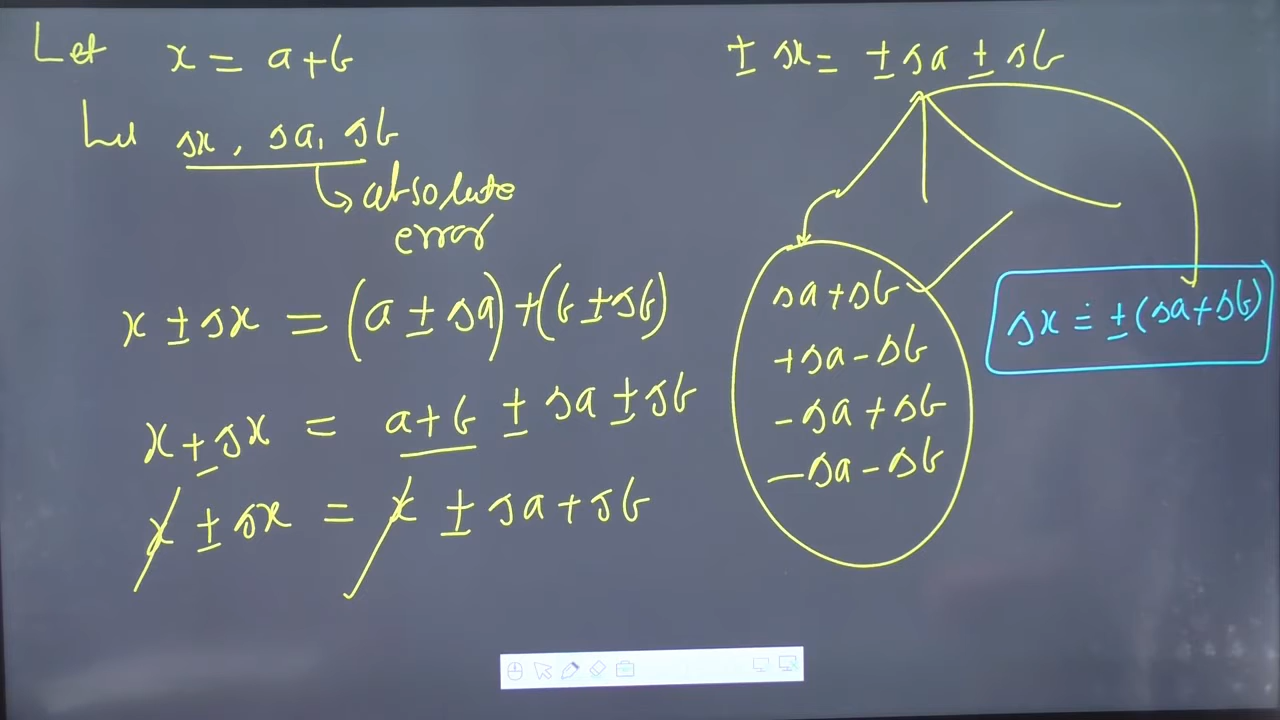 Let x = a+b
Let δx, δa, δb
↳ absolute
error
x ± δx = (a ± δa) + (b ± δb)
x ± δx = a+b ± δa ± δb
x ± δx = x ± δa + δb
± δx = ± δa ± δb
δa + δb
+δa - δb
-δa + δb
-δa - δb
δx = ±(δa + δb)